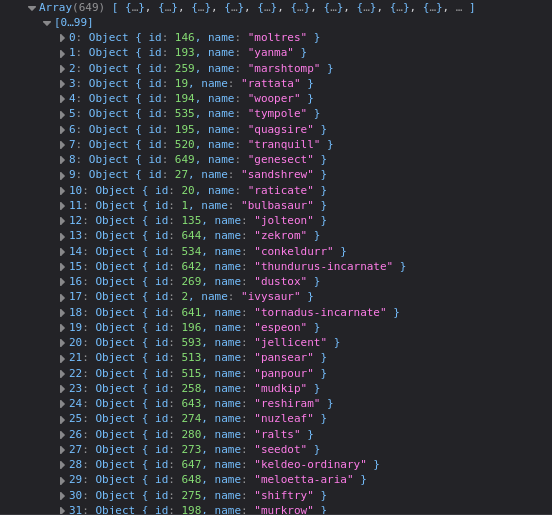 Array(649) [ {…}, {…}, {…}, {…}, {…}, {…}, {…}, {…}, {…}, {…}, … ]
[0…99]
0: Object { id: 146, name: "moltres" }
1: Object { id: 193, name: "yanma" }
2: Object { id: 259, name: "marshtomp" }
3: Object { id: 19, name: "rattata" }
4: Object { id: 194, name: "wooper" }
5: Object { id: 535, name: "tympole" }
6: Object { id: 195, name: "quagsire" }
7: Object { id: 520, name: "tranquill" }
8: Object { id: 649, name: "genesect" }
9: Object { id: 27, name: "sandshrew" }
10: Object { id: 20, name: "raticate" }
11: Object { id: 1, name: "bulbasaur" }
12: Object { id: 135, name: "jolteon" }
13: Object { id: 644, name: "zekrom" }
14: Object { id: 534, name: "conkeldurr" }
15: Object { id: 642, name: "thundurus-incarnate" }
16: Object { id: 269, name: "dustox" }
17: Object { id: 2, name: "ivysaur" }
18: Object { id: 641, name: "tornadus-incarnate" }
19: Object { id: 196, name: "espeon" }
20: Object { id: 593, name: "jellicent" }
21: Object { id: 513, name: "pansear" }
22: Object { id: 515, name: "panpour" }
23: Object { id: 258, name: "mudkip" }
24: Object { id: 643, name: "reshiram" }
25: Object { id: 274, name: "nuzleaf" }
26: Object { id: 280, name: "ralts" }
27: Object { id: 273, name: "seedot" }
28: Object { id: 647, name: "keldeo-ordinary" }
29: Object { id: 648, name: "meloetta-aria" }
30: Object { id: 275, name: "shiftry" }
31: Object { id: 198, name: "murkrow" }